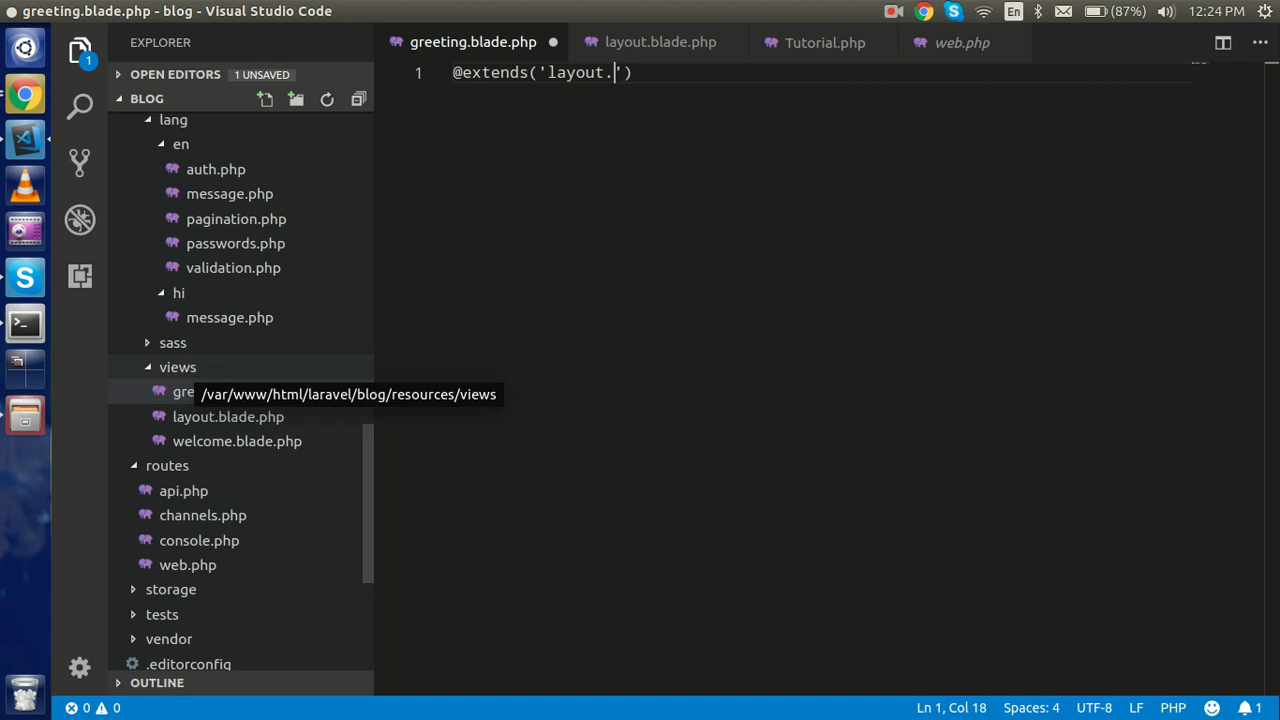 greeting.blade.php - blog - Visual Studio Code
En
(87%)
12:24 PM
EXPLORER
greeting.blade.php
layout.blade.php
Tutorial.php
web.php
1
OPEN EDITORS
1 UNSAVED
1
@extends('layout.')
BLOG
lang
en
auth.php
message.php
pagination.php
passwords.php
validation.php
hi
message.php
sass
views
gre
/var/www/html/laravel/blog/resources/views
layout.blade.php
welcome.blade.php
routes
api.php
channels.php
console.php
web.php
storage
tests
vendor
.editorconfig
OUTLINE
0
0
Ln 1, Col 18
Spaces: 4
UTF-8
LF
PHP
1